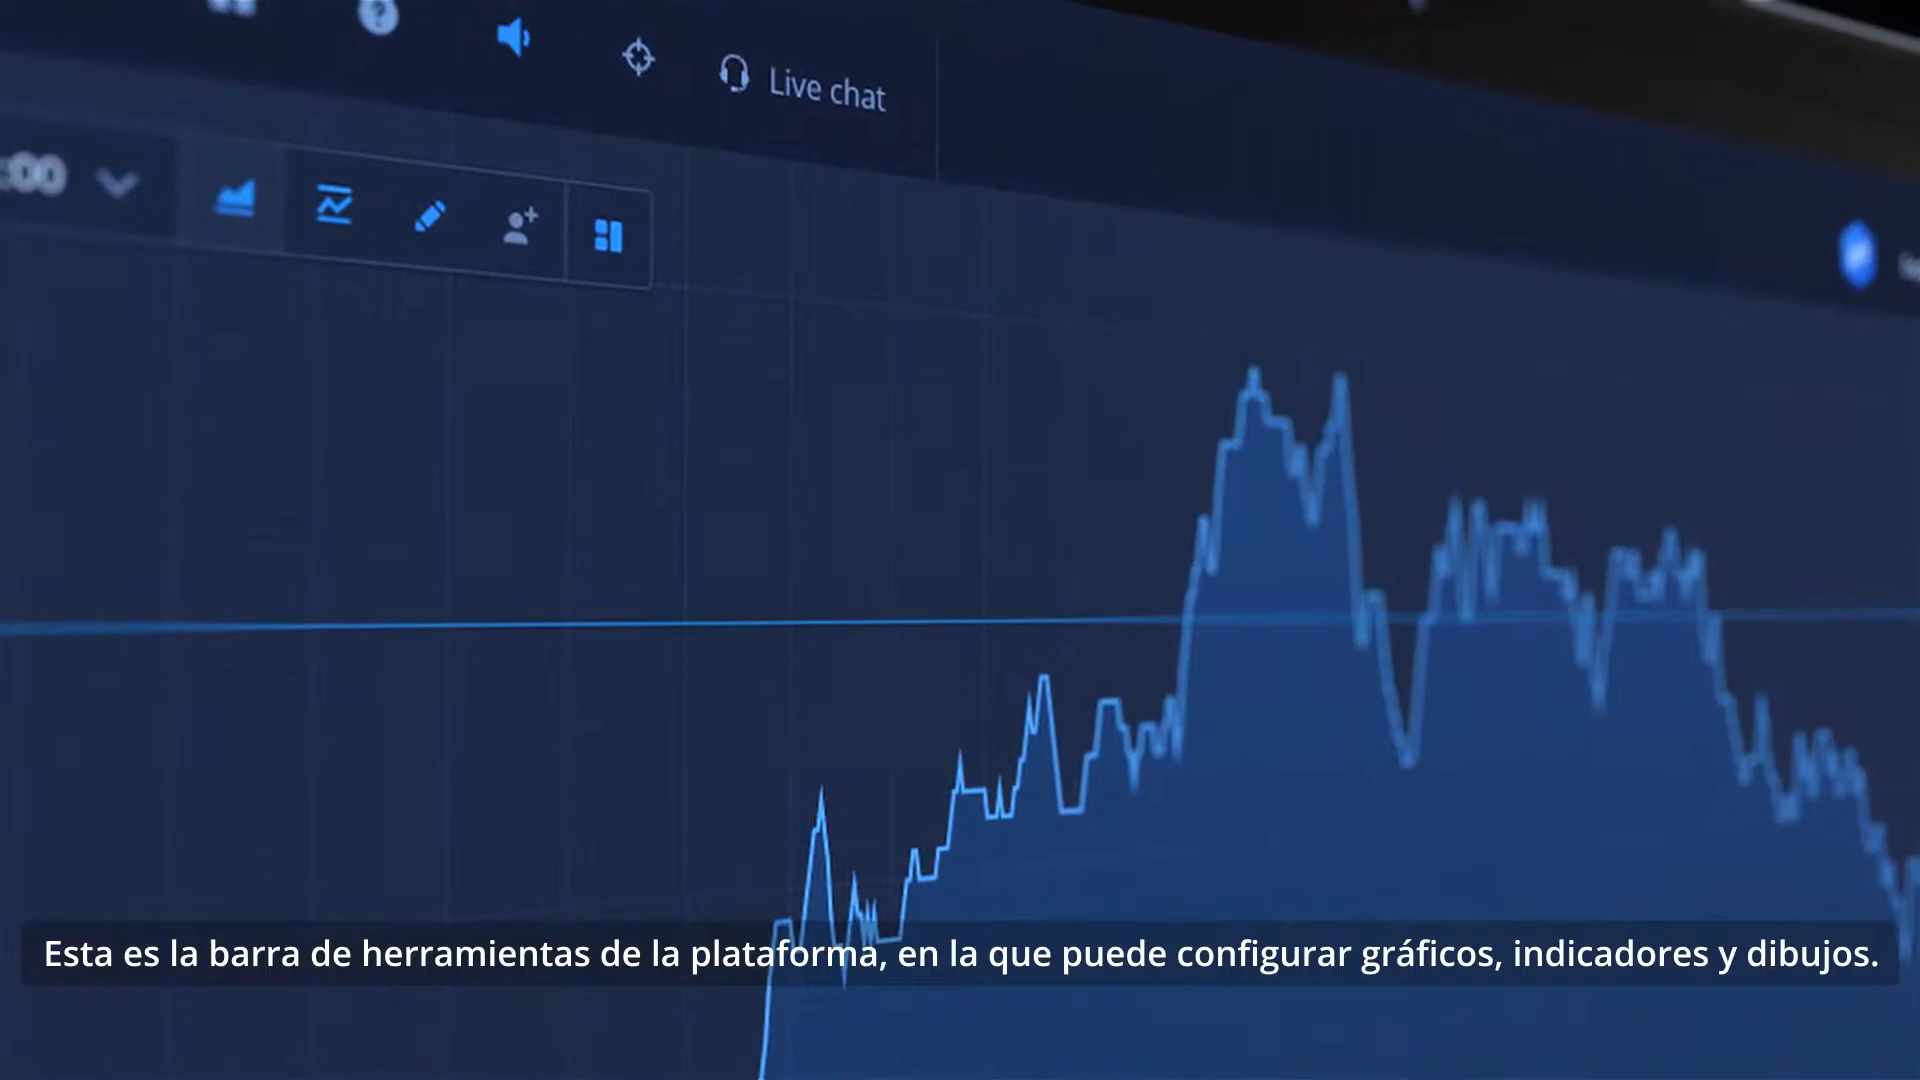 Live chat
:00
Esta es la barra de herramientas de la plataforma, en la que puede configurar gráficos, indicadores y dibujos.